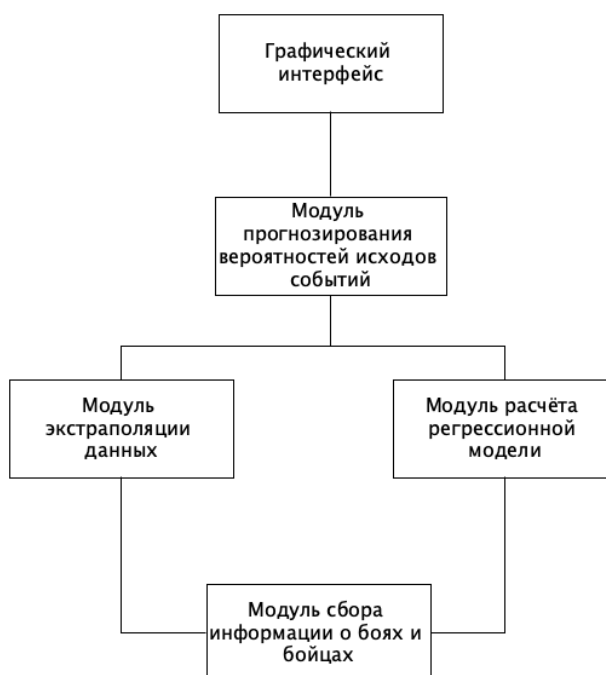 Графический
интерфейс
Модуль
прогнозирования
вероятностей исходов
событий
Модуль
экстраполяции
данных
Модуль расчёта
регрессионной
модели
Модуль сбора
информации о боях и
бойцах